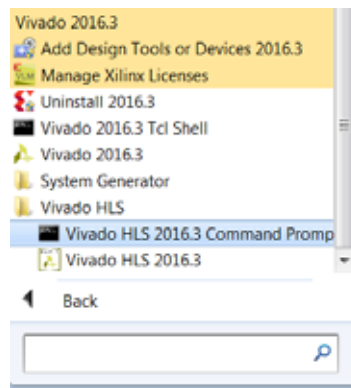 Vivado 2016.3
Add Design Tools or Devices 2016.3
Manage Xilinx Licenses
Uninstall 2016.3
Vivado 2016.3 Tcl Shell
Vivado 2016.3
System Generator
Vivado HLS
Vivado HLS 2016.3 Command Promp
Vivado HLS 2016.3
Back